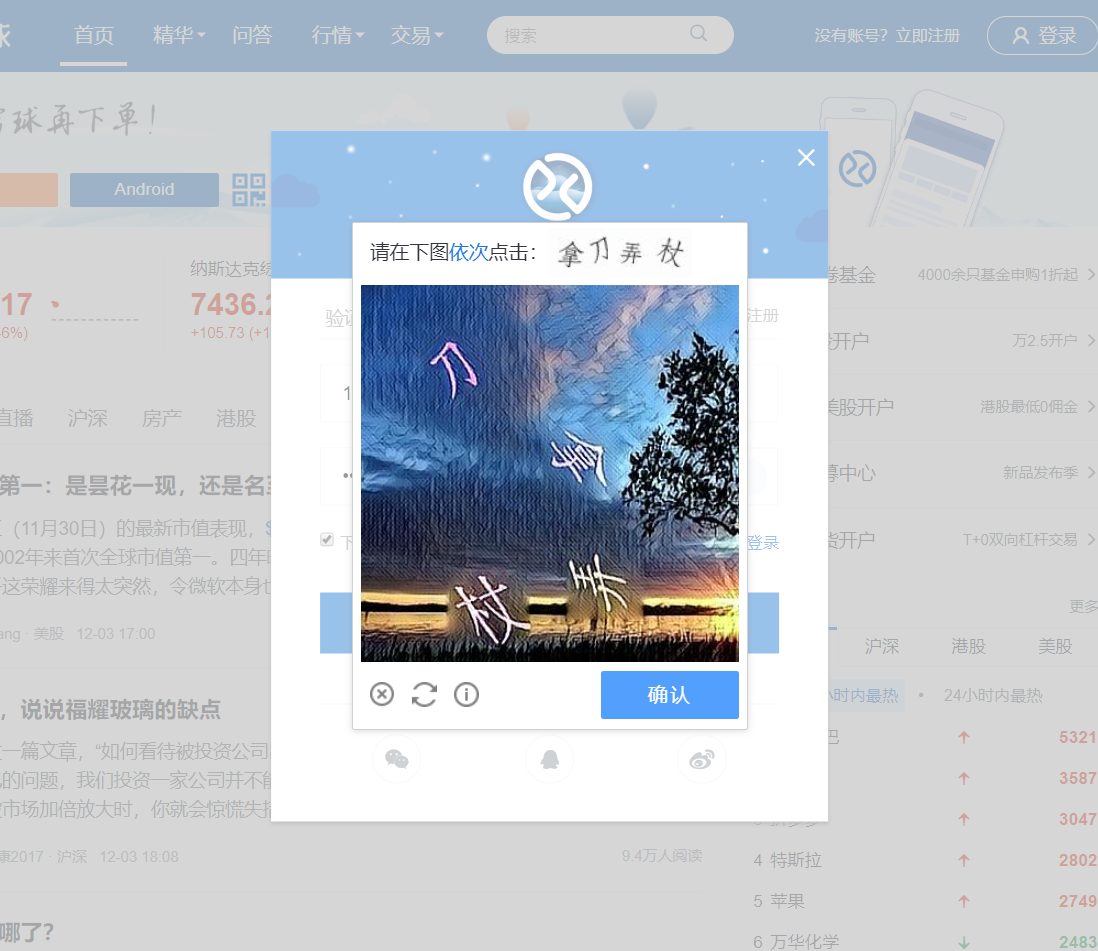 球
首页 精华 问答 行情 交易
搜索
没有账号? 立即注册
登录
球再下单!
Android
纳斯达克综
17
7436.2
6%)
+105.73 (+1
直播 沪深 房产 港股
第一：是昙花一现，还是名至
(11月30日) 的最新市值表现，$
002年来首次全球市值第一。四年时
这荣耀来得太突然，令微软本身也
ang · 美股 12-03 17:00
，说说福耀玻璃的缺点
一篇文章，“如何看待被投资公司
的问题，我们投资一家公司并不能
市场加倍放大时，你就会惊慌失措
康2017 · 沪深 12-03 18:08
9.4万人阅读
哪了?
请在下图依次点击：拿刀弄杖
验证
注册
刀
拿
弄
杖
1
下
登录
确认
基金 4000余只基金申购1折起
开户 万2.5开户
美股开户 港股最低0佣金
募中心 新品发布季
货开户 T+0双向杠杆交易
更多
沪深 港股 美股
小时内最热 • 24小时内最热
巴 5321
3587
3047
4 特斯拉 2802
5 苹果 2749
6 万华化学 2483